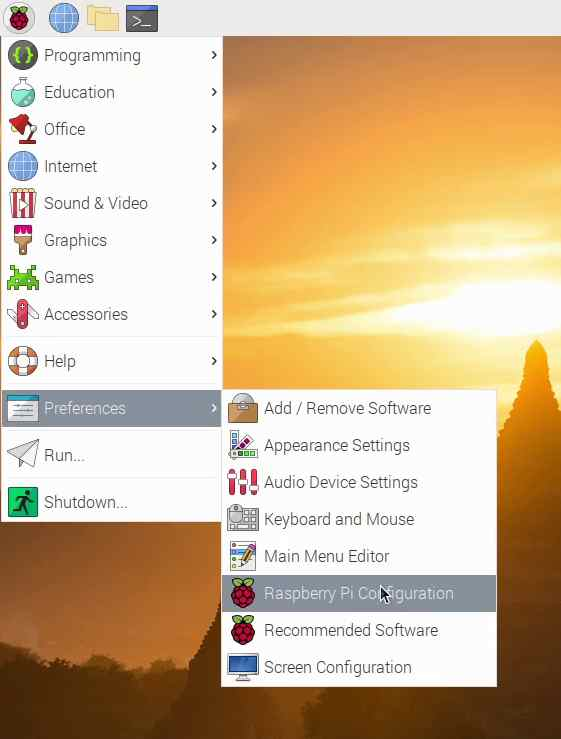 Programming
Education
Office
Internet
Sound & Video
Graphics
Games
Accessories
Help
Preferences
Run...
Shutdown...
Add / Remove Software
Appearance Settings
Audio Device Settings
Keyboard and Mouse
Main Menu Editor
Raspberry Pi Configuration
Recommended Software
Screen Configuration